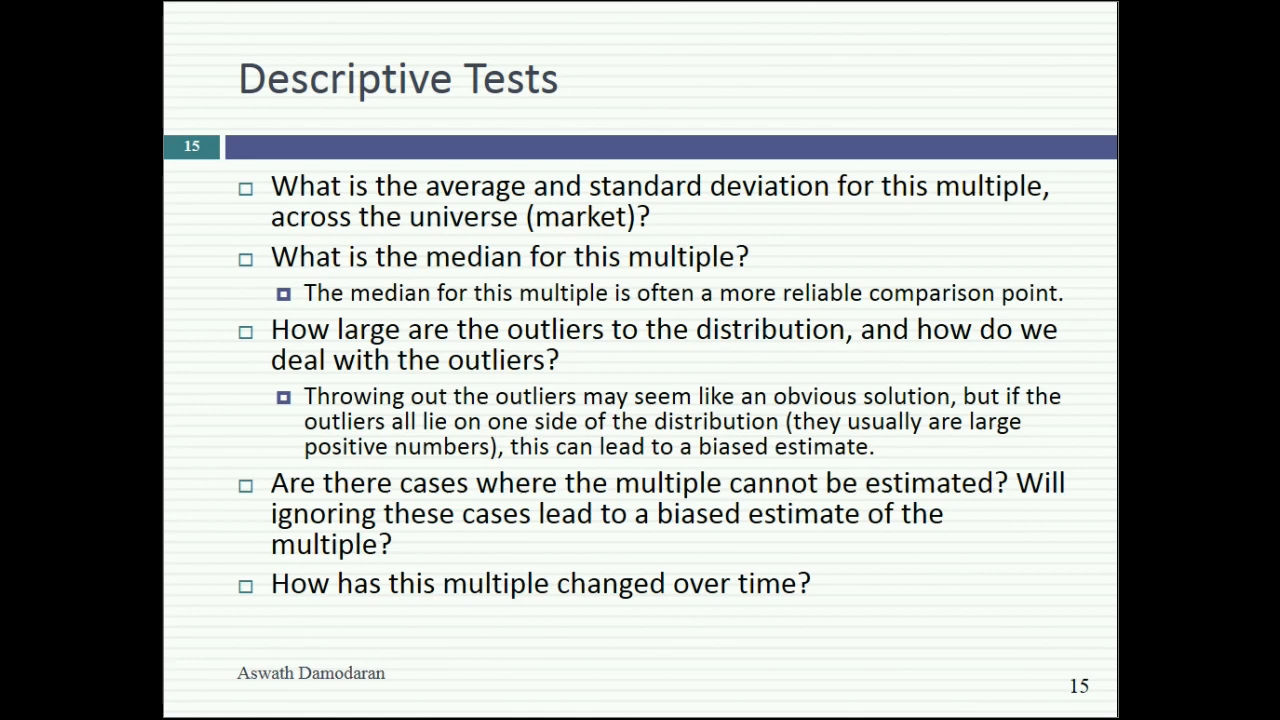 Descriptive Tests
15
What is the average and standard deviation for this multiple,
across the universe (market)?
What is the median for this multiple?
The median for this multiple is often a more reliable comparison point.
How large are the outliers to the distribution, and how do we
deal with the outliers?
Throwing out the outliers may seem like an obvious solution, but if the
outliers all lie on one side of the distribution (they usually are large
positive numbers), this can lead to a biased estimate.
Are there cases where the multiple cannot be estimated? Will
ignoring these cases lead to a biased estimate of the
multiple?
How has this multiple changed over time?
Aswath Damodaran
15